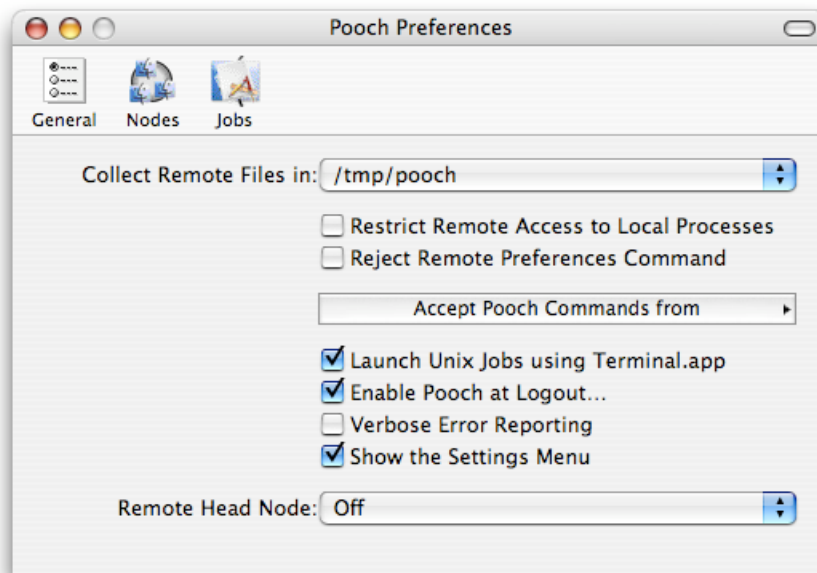 Pooch Preferences
General Nodes Jobs
Collect Remote Files in: /tmp/pooch
Restrict Remote Access to Local Processes
Reject Remote Preferences Command
Accept Pooch Commands from
Launch Unix Jobs using Terminal.app
Enable Pooch at Logout...
Verbose Error Reporting
Show the Settings Menu
Remote Head Node: Off